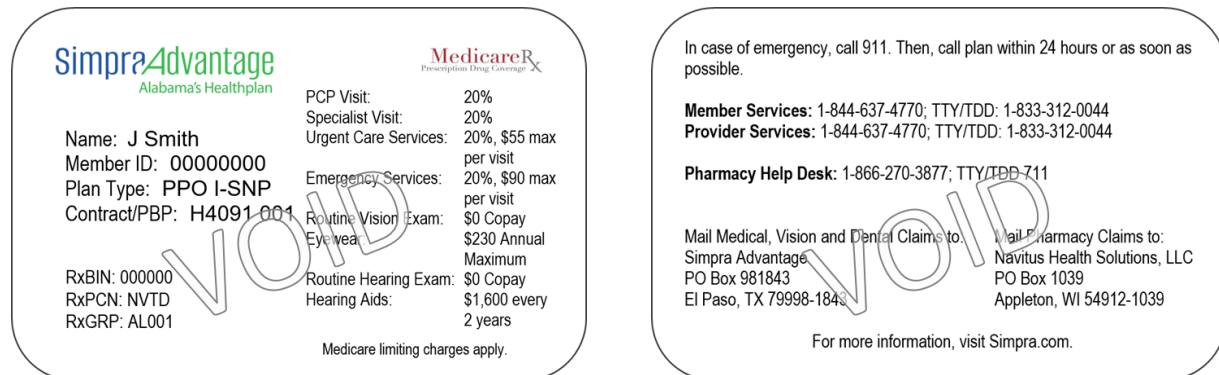 SimpraAdvantage
Alabama's Healthplan
MedicareRx
Prescription Drug Coverage
Name: J Smith
Member ID: 00000000
Plan Type: PPO I-SNP
Contract/PBP: H4091 001
RxBIN: 000000
RxPCN: NVTD
RxGRP: AL001
PCP Visit: 20%
Specialist Visit: 20%
Urgent Care Services: 20%, $55 max
per visit
Emergency Services: 20%, $90 max
per visit
Routine Vision Exam: $0 Copay
Eyewear: $230 Annual
Maximum
Routine Hearing Exam: $0 Copay
Hearing Aids: $1,600 every
2 years
Medicare limiting charges apply.
VOID
In case of emergency, call 911. Then, call plan within 24 hours or as soon as
possible.
Member Services: 1-844-637-4770; TTY/TDD: 1-833-312-0044
Provider Services: 1-844-637-4770; TTY/TDD: 1-833-312-0044
Pharmacy Help Desk: 1-866-270-3877; TTY/TDD 711
Mail Medical, Vision and Dental Claims to:
Simpra Advantage
PO Box 981843
El Paso, TX 79998-1843
Mail Pharmacy Claims to:
Navitus Health Solutions, LLC
PO Box 1039
Appleton, WI 54912-1039
For more information, visit Simpra.com.
VOID